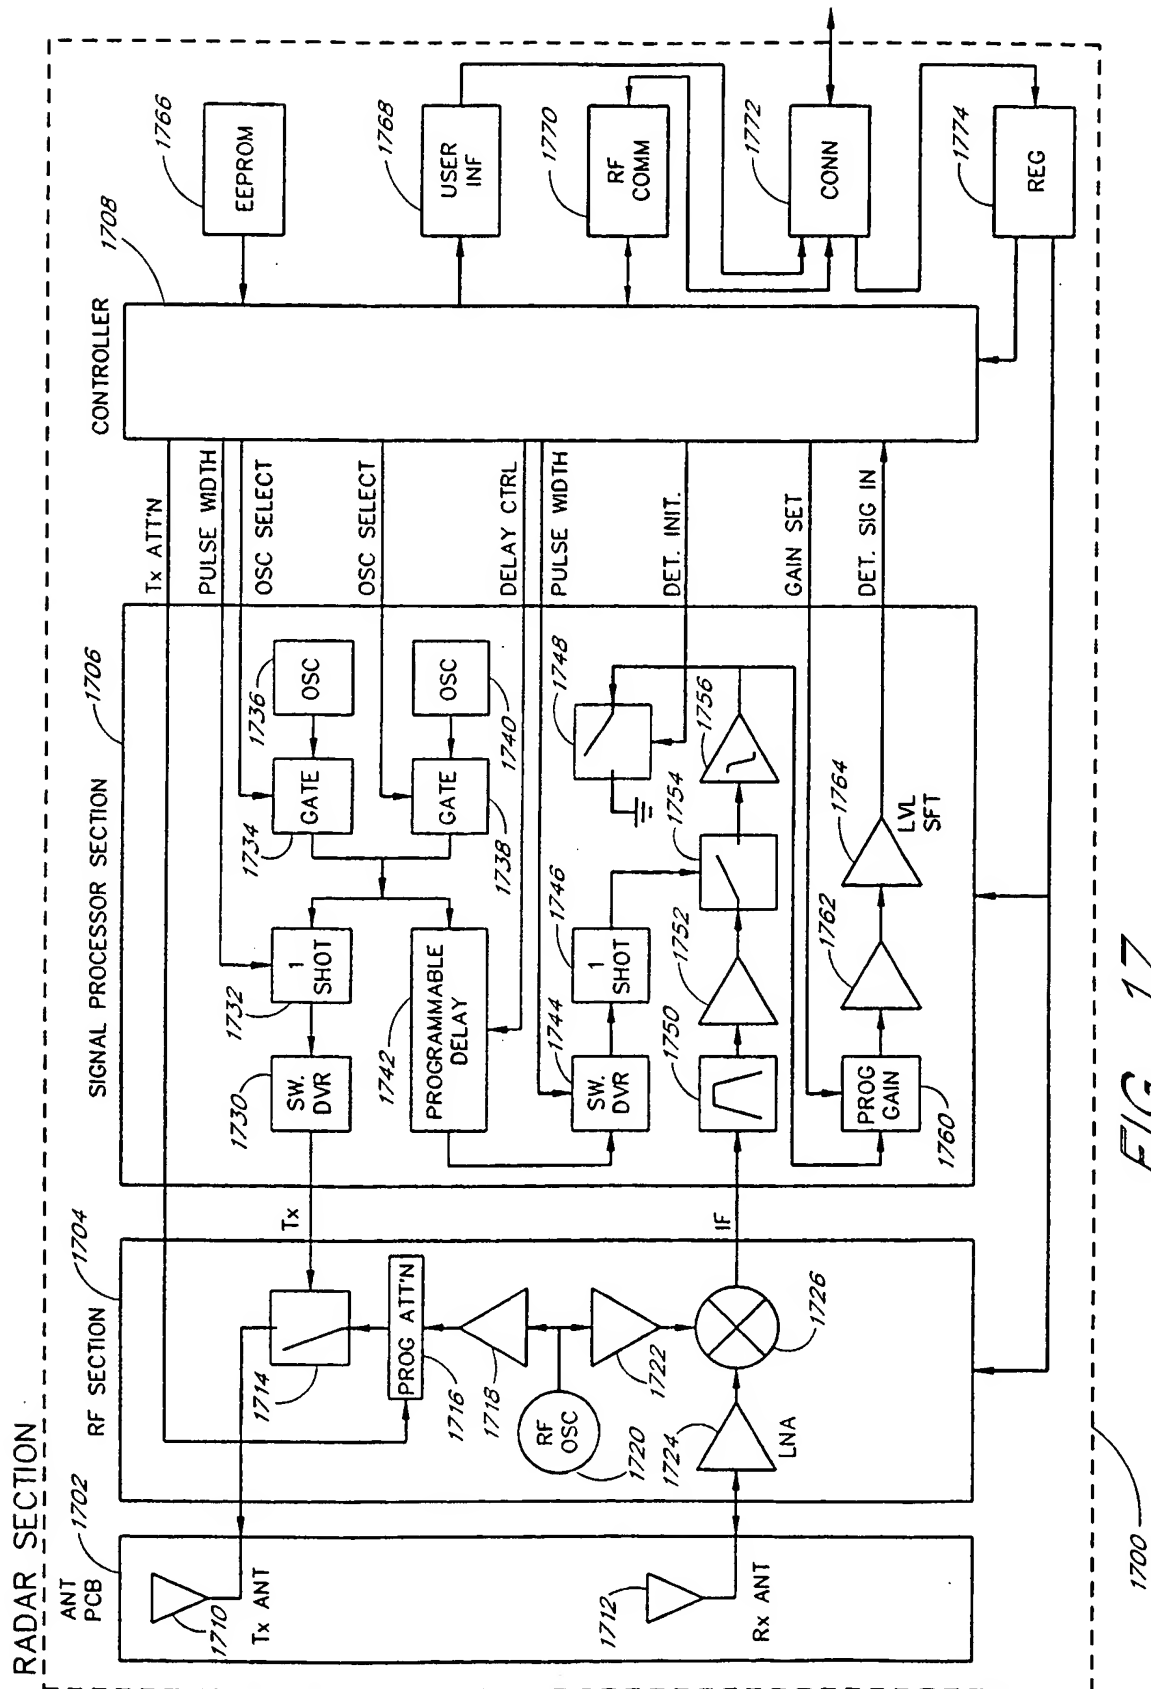 RADAR SECTION
ANT
PCB
1702
1710
Tx ANT
1712
Rx ANT
RF SECTION
1704
1714
PROG ATT'N
1716
1718
RF
OSC
1720
1722
1724
LNA
1726
Tx
IF
SIGNAL PROCESSOR SECTION
1706
SW.
DVR
1730
1 
SHOT
1732
GATE
1734
OSC
1736
GATE
1738
OSC
1740
PROGRAMMABLE
DELAY
1742
SW.
DVR
1744
1
SHOT
1746
1748
1750
1752
1754
1756
PROG
GAIN
1760
1762
1764
LVL
SFT
Tx ATT'N
PULSE WIDTH
OSC SELECT
OSC SELECT
DELAY CTRL
PULSE WIDTH
DET. INIT.
GAIN SET
DET. SIG IN
CONTROLLER
1708
EEPROM
1766
USER
INF
1768
RF
COMM
1770
CONN
1772
REG
1774
1700
FIG. 17